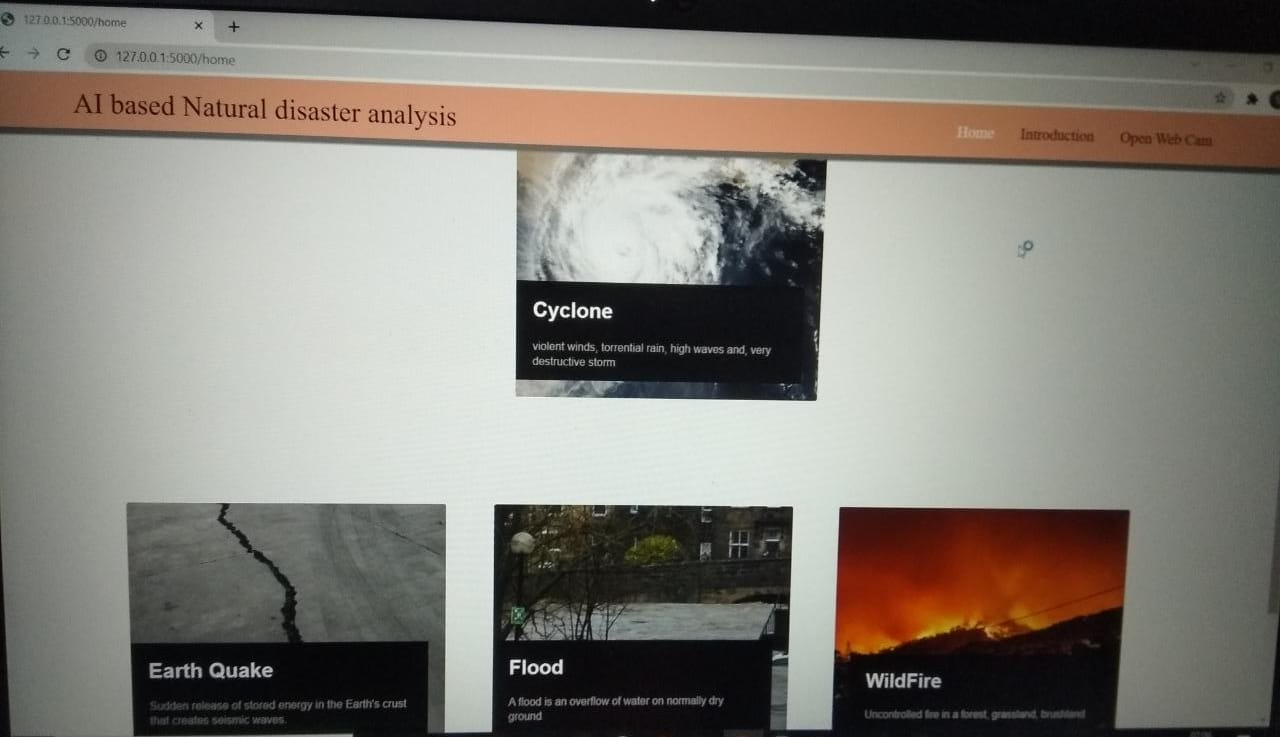 127.0.0.1:5000/home
127.0.0.1:5000/home
AI based Natural disaster analysis
Home Introduction Open Web Cam
Cyclone
violent winds, torrential rain, high waves and, very
destructive storm
Earth Quake
Sudden release of stored energy in the Earth's crust
that creates seismic waves.
Flood
A flood is an overflow of water on normally dry
ground
WildFire
Uncontrolled fire in a forest, grassland, brushland